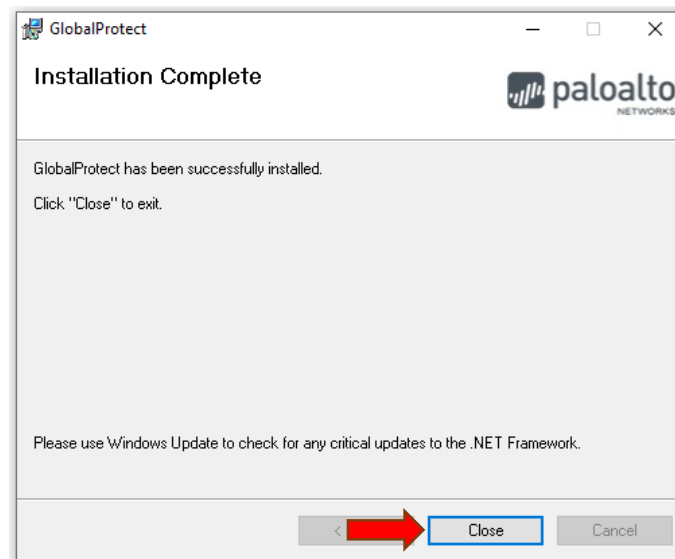 GlobalProtect
Installation Complete
paloalto
NETWORKS
GlobalProtect has been successfully installed.
Click "Close" to exit.
Please use Windows Update to check for any critical updates to the .NET Framework.
< Close Cancel